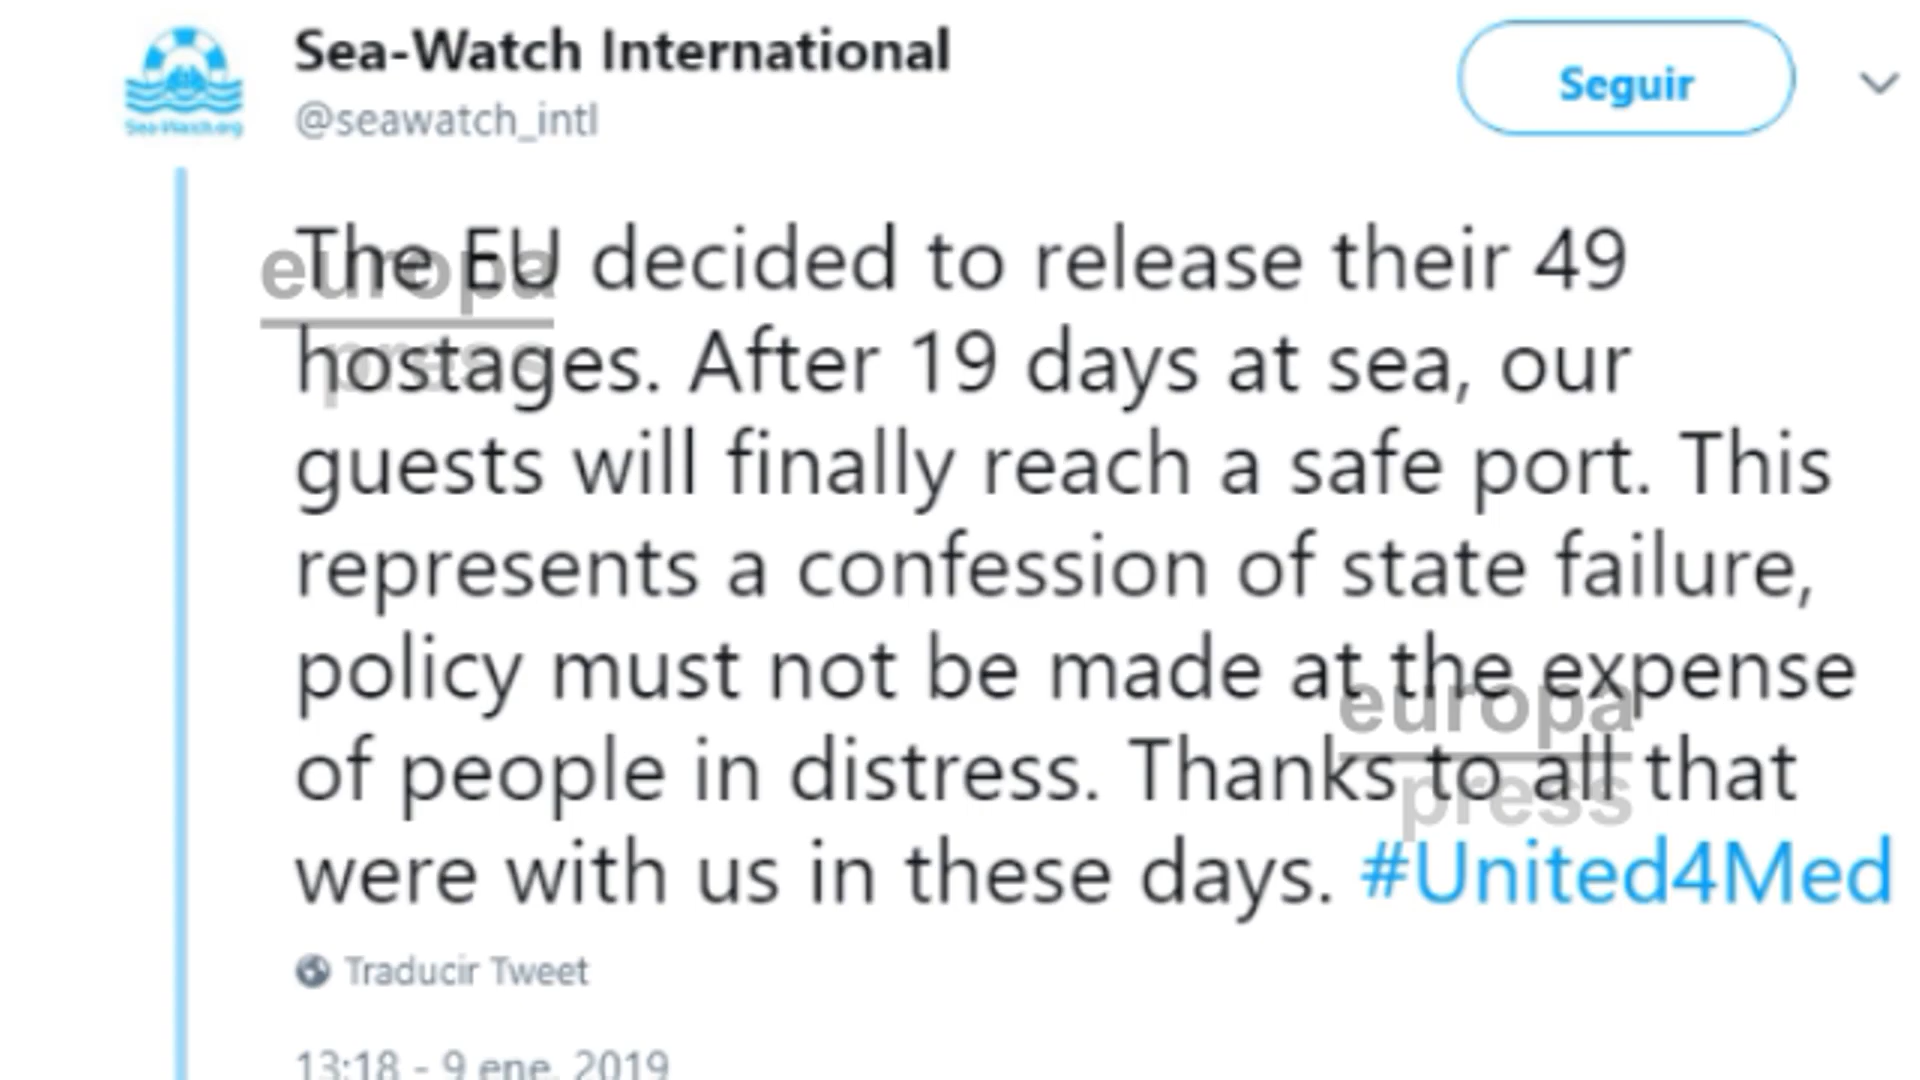 Sea-Watch International
@seawatch_intl
Seguir
Sea-Watch.org
The EU decided to release their 49
hostages. After 19 days at sea, our
guests will finally reach a safe port. This
represents a confession of state failure,
policy must not be made at the expense
of people in distress. Thanks to all that
were with us in these days. #United4Med
europa
press
europa
press
Traducir Tweet
13:18 - 9 ene. 2019